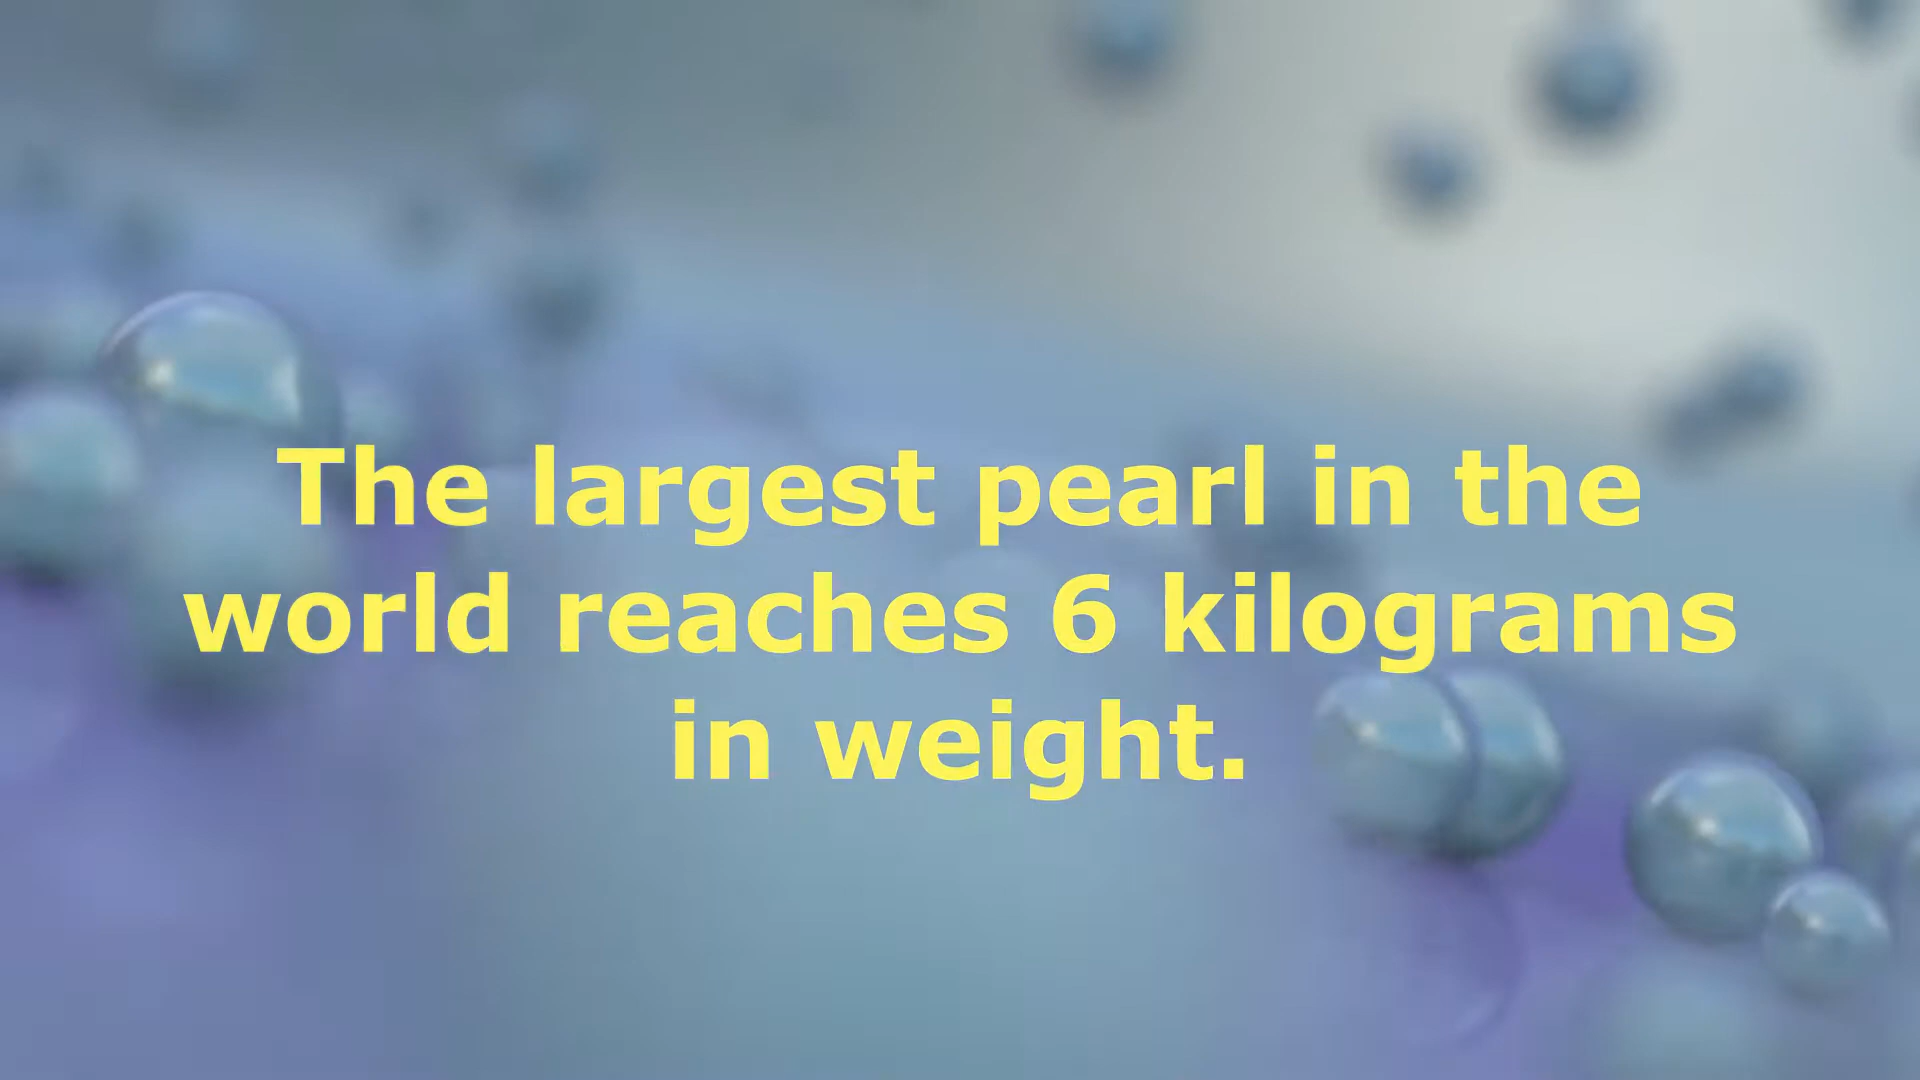 The largest pearl in the
world reaches 6 kilograms
in weight.